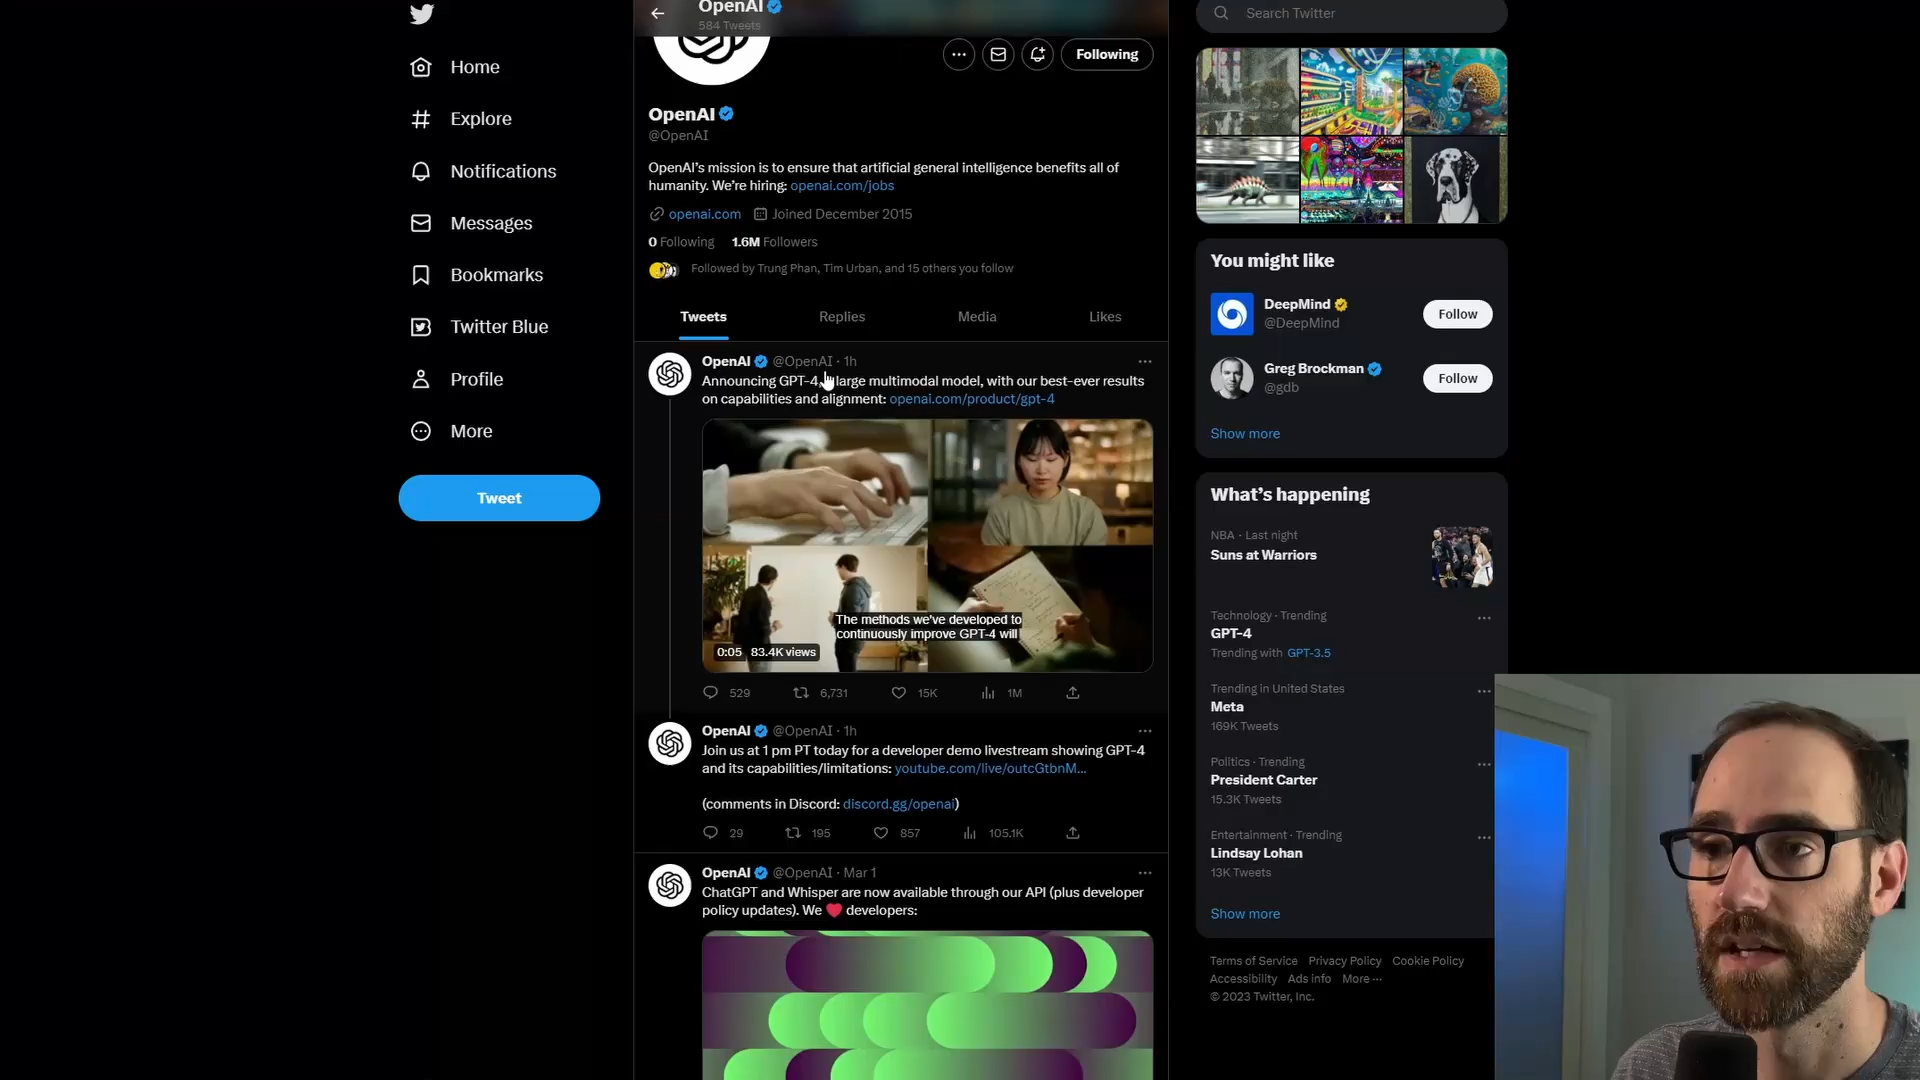 Home
Explore
Notifications
Messages
Bookmarks
Twitter Blue
Profile
More
Tweet
OpenAI
584 Tweets
Following
OpenAI
@OpenAI
OpenAI's mission is to ensure that artificial general intelligence benefits all of
humanity. We're hiring: openai.com/jobs
openai.com Joined December 2015
0 Following 1.6M Followers
Followed by Trung Phan, Tim Urban, and 15 others you follow
Tweets Replies Media Likes
OpenAI @OpenAI · 1h
Announcing GPT-4, large multimodal model, with our best-ever results
on capabilities and alignment: openai.com/product/gpt-4
The methods we've developed to
continuously improve GPT-4 will
0:05 83.4K views
529 6,731 15K 1M
OpenAI @OpenAI · 1h
Join us at 1 pm PT today for a developer demo livestream showing GPT-4
and its capabilities/limitations: youtube.com/live/outcGtbnM...
(comments in Discord: discord.gg/openai)
29 195 857 105.1K
OpenAI @OpenAI · Mar 1
ChatGPT and Whisper are now available through our API (plus developer
policy updates). We ❤️ developers:
Search Twitter
You might like
DeepMind
@DeepMind
Follow
Greg Brockman
@gdb
Follow
Show more
What's happening
NBA · Last night
Suns at Warriors
Technology · Trending
GPT-4
Trending with GPT-3.5
Trending in United States
Meta
169K Tweets
Politics · Trending
President Carter
15.3K Tweets
Entertainment · Trending
Lindsay Lohan
13K Tweets
Show more
Terms of Service Privacy Policy Cookie Policy
Accessibility Ads info More ···
© 2023 Twitter, Inc.